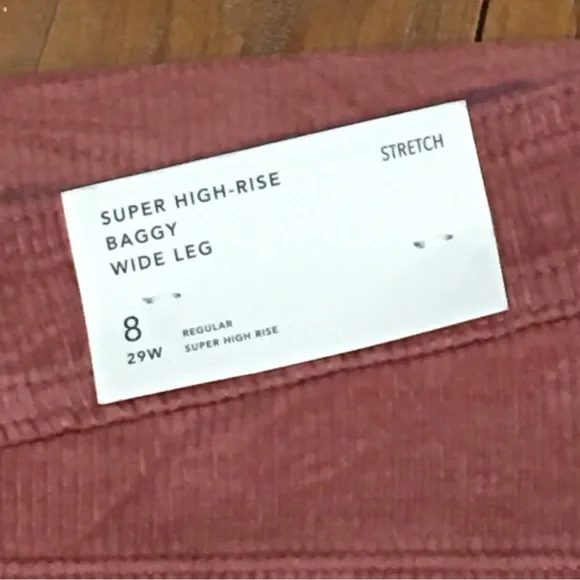 STRETCH
SUPER HIGH-RISE
BAGGY
WIDE LEG
8
29W
REGULAR
SUPER HIGH RISE